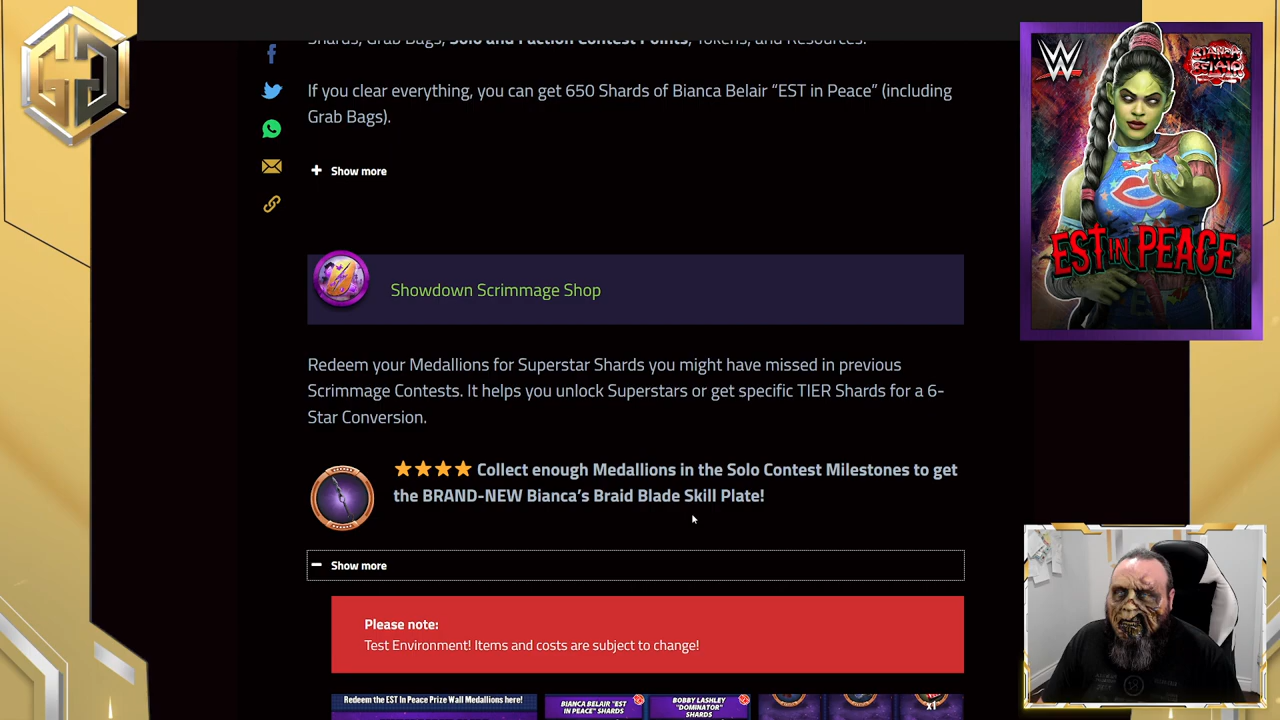 Shards, Grab Bags, Solo and Faction Contest Points, Tokens, and Resources.
If you clear everything, you can get 650 Shards of Bianca Belair “EST in Peace” (including
Grab Bags).
Show more
Showdown Scrimmage Shop
Redeem your Medallions for Superstar Shards you might have missed in previous
Scrimmage Contests. It helps you unlock Superstars or get specific TIER Shards for a 6-
Star Conversion.
Collect enough Medallions in the Solo Contest Milestones to get
the BRAND-NEW Bianca’s Braid Blade Skill Plate!
Show more
Please note:
Test Environment! Items and costs are subject to change!
Redeem the EST In Peace Prize Wall Medallions here!
BIANCA BELAIR "EST
IN PEACE" SHARDS
BOBBY LASHLEY
"DOMINATOR"
SHARDS
x1
EST IN PEACE